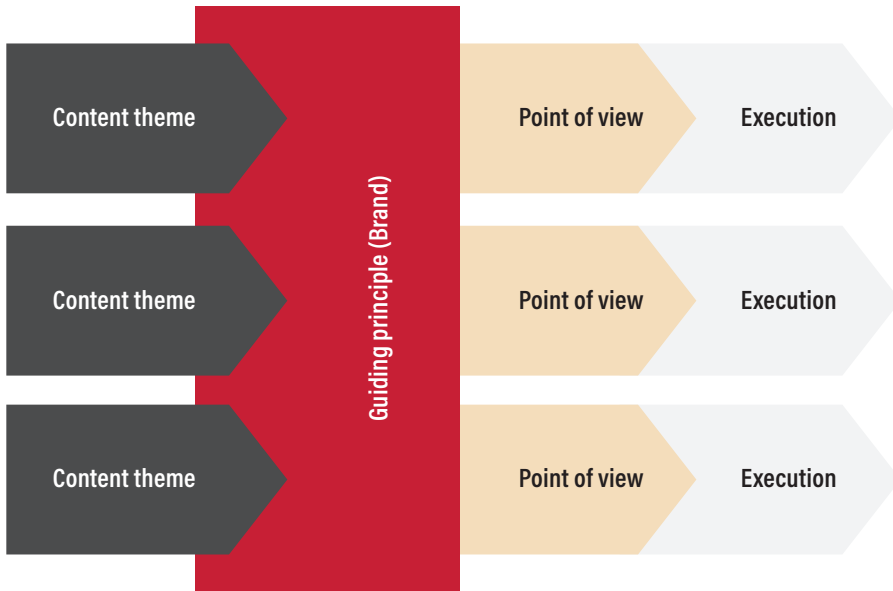 Content theme
Point of view
Execution
Guiding principle (Brand)
Content theme
Point of view
Execution
Content theme
Point of view
Execution